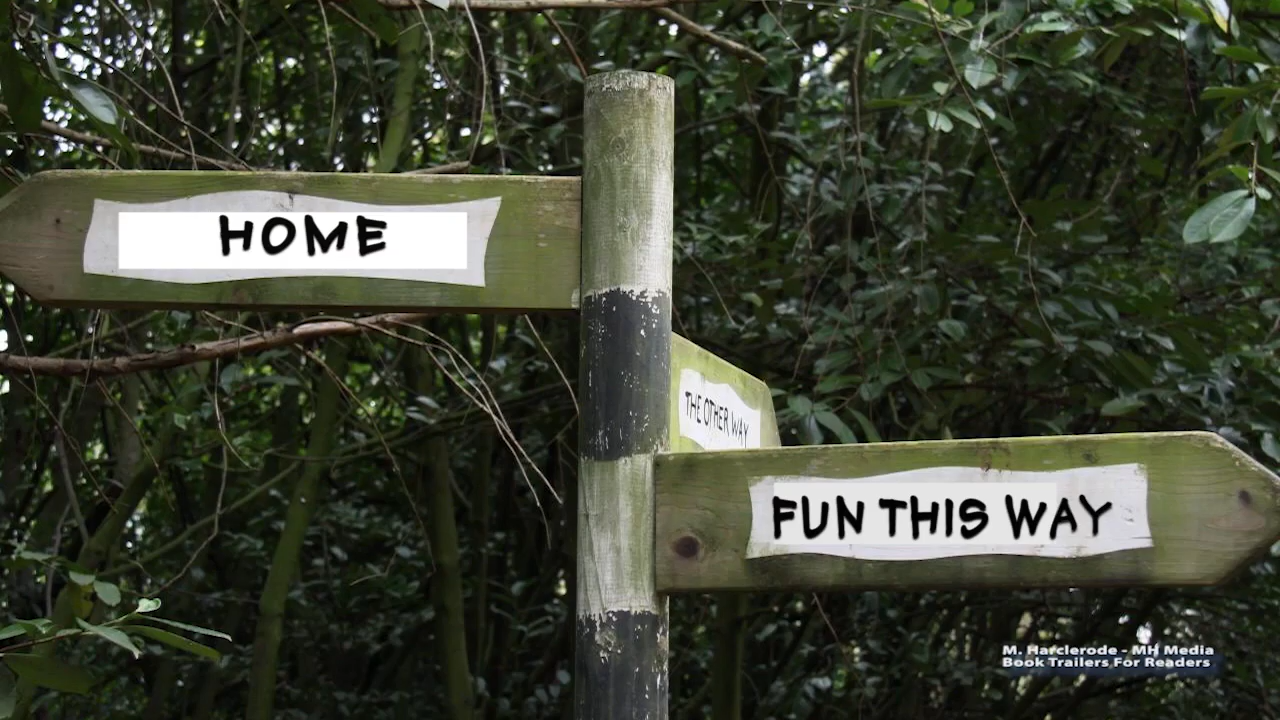 HOME
THE OTHER WAY
FUN THIS WAY
M. Harclerode - MH Media
Book Trailers For Readers